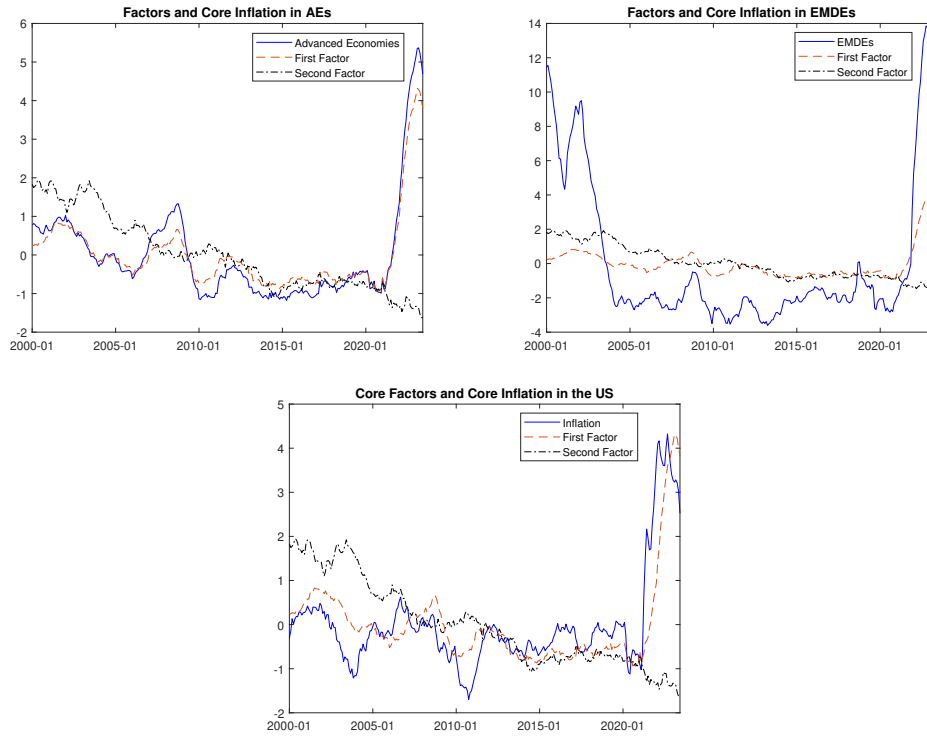 Factors and Core Inflation in AEs
6
5
4
3
2
1
0
-1
-2
2000-01 2005-01 2010-01 2015-01 2020-01
Advanced Economies
First Factor
Second Factor
Factors and Core Inflation in EMDEs
14
12
10
8
6
4
2
0
-2
-4
2000-01 2005-01 2010-01 2015-01 2020-01
EMDEs
First Factor
Second Factor
Core Factors and Core Inflation in the US
5
4
3
2
1
0
-1
-2
2000-01 2005-01 2010-01 2015-01 2020-01
Inflation
First Factor
Second Factor